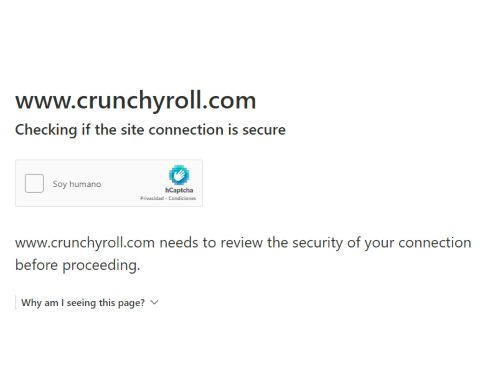 www.crunchyroll.com
Checking if the site connection is secure
Soy humano
hCaptcha
Privacidad - Condiciones
www.crunchyroll.com needs to review the security of your connection
before proceeding.
Why am I seeing this page?